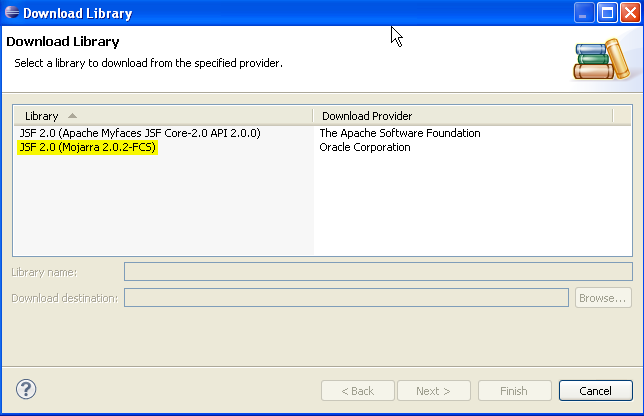 Download Library
Download Library
Select a library to download from the specified provider.
Library Download Provider
JSF 2.0 (Apache Myfaces JSF Core-2.0 API 2.0.0) The Apache Software Foundation
JSF 2.0 (Mojarra 2.0.2-FCS) Oracle Corporation
Library name:
Download destination: Browse...
? < Back Next > Finish Cancel